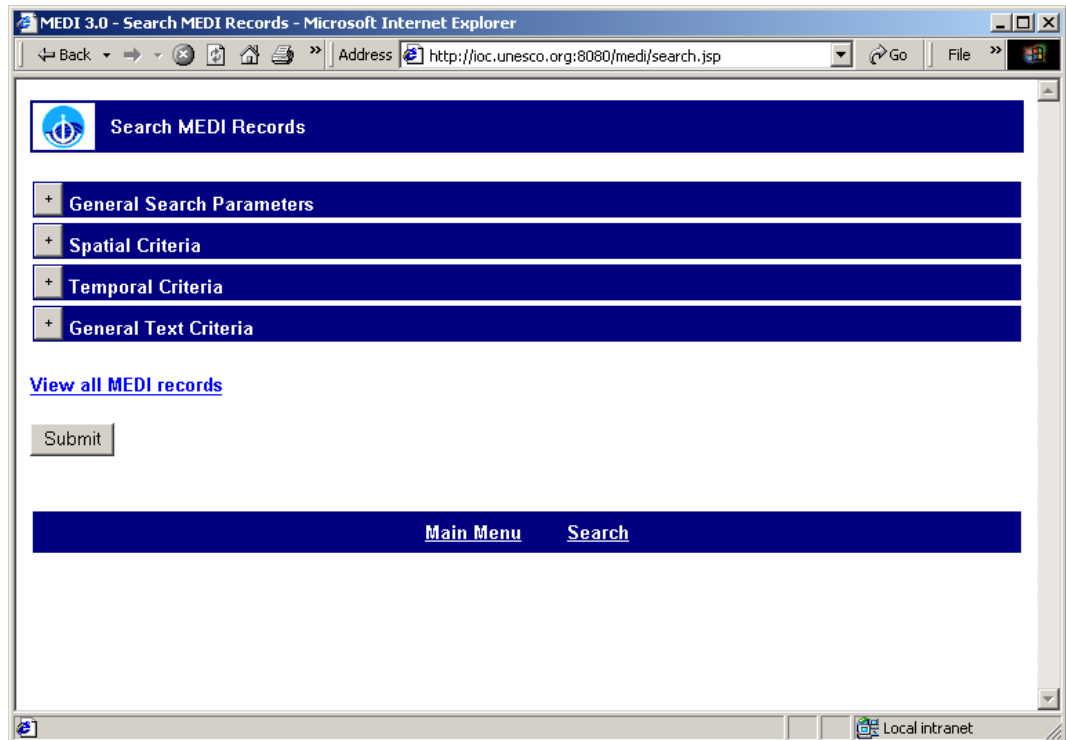 MEDI 3.0 - Search MEDI Records - Microsoft Internet Explorer
Back » Address http://ioc.unesco.org:8080/medi/search.jsp Go File »
Search MEDI Records
+ General Search Parameters
+ Spatial Criteria
+ Temporal Criteria
+ General Text Criteria
View all MEDI records
Submit
Main Menu Search
Local intranet